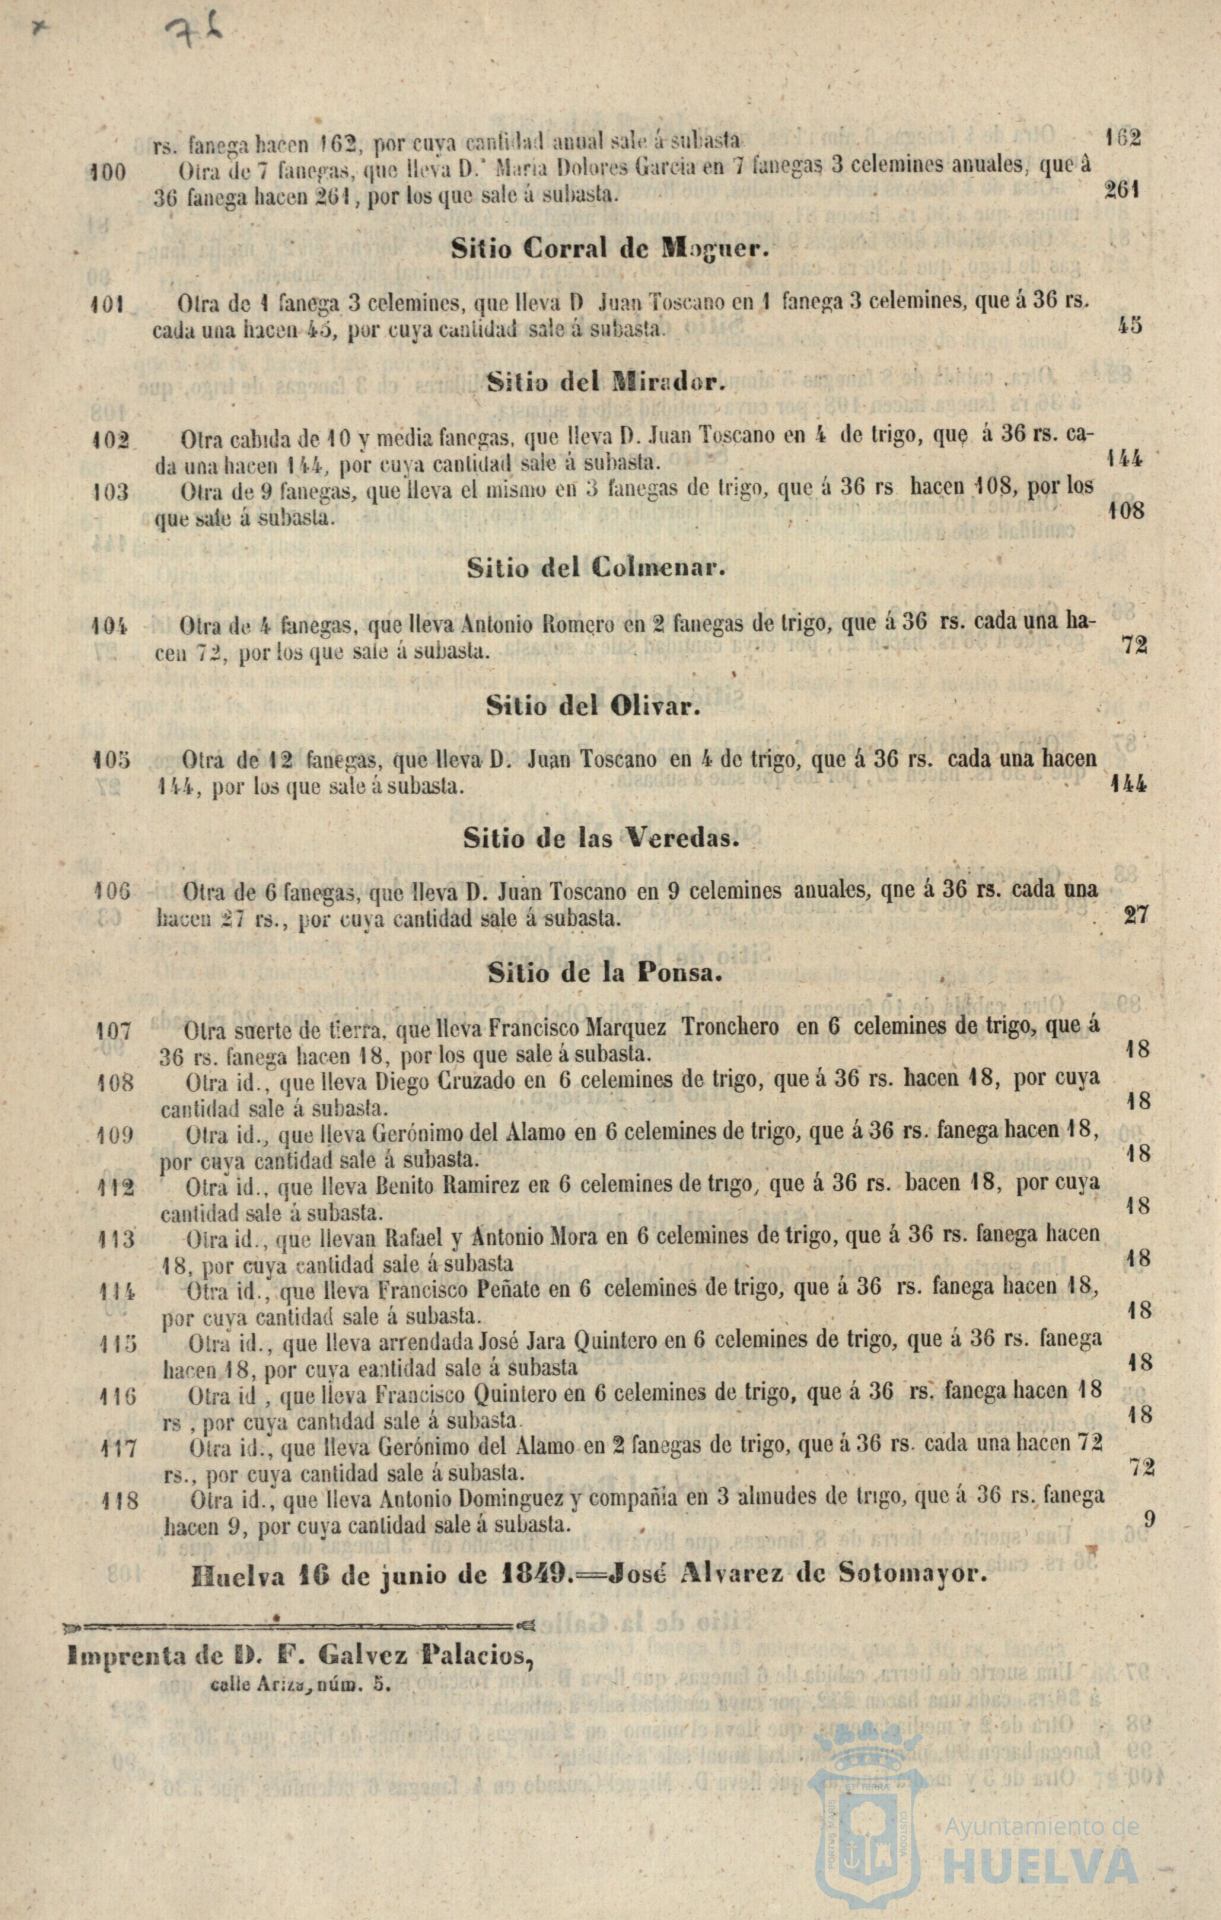 76
rs. fanega hacen 162, por cuya cantidad anual sale á subasta 162
100 Otra de 7 fanegas, que lleva D.ª Maria Dolores Garcia en 7 fanegas 3 celemines anuales, que à
36 fanega hacen 261, por los que sale á subasta. 261
Sitio Corral de Moguer.
101 Otra de 1 fanega 3 celemines, que lleva D Juan Toscano en 1 fanega 3 celemines, que á 36 rs.
cada una hacen 45, por cuya cantidad sale á subasta. 45
Sitio del Mirador.
102 Otra cabida de 10 y media fanegas, que lleva D. Juan Toscano en 4 de trigo, que á 36 rs. ca-
da una hacen 144, por cuya cantidad sale á subasta. 144
103 Otra de 9 fanegas, que lleva el mismo en 3 fanegas de trigo, que á 36 rs hacen 108, por los
que sale á subasta. 108
Sitio del Colmenar.
104 Otra de 4 fanegas, que lleva Antonio Romero en 2 fanegas de trigo, que á 36 rs. cada una ha-
cen 72, por los que sale á subasta. 72
Sitio del Olivar.
105 Otra de 12 fanegas, que lleva D. Juan Toscano en 4 de trigo, que á 36 rs. cada una hacen
144, por los que sale á subasta. 144
Sitio de las Veredas.
106 Otra de 6 fanegas, que lleva D. Juan Toscano en 9 celemines anuales, qne á 36 rs. cada una
hacen 27 rs., por cuya cantidad sale á subasta. 27
Sitio de la Ponsa.
107 Otra suerte de tierra, que lleva Francisco Marquez Tronchero en 6 celemines de trigo, que á
36 rs. fanega hacen 18, por los que sale á subasta. 18
108 Otra id., que lleva Diego Cruzado en 6 celemines de trigo, que á 36 rs. hacen 18, por cuya
cantidad sale á subasta. 18
109 Otra id., que lleva Gerónimo del Alamo en 6 celemines de trigo, que á 36 rs. fanega hacen 18,
por cuya cantidad sale á subasta. 18
112 Otra id., que lleva Benito Ramirez en 6 celemines de trigo, que á 36 rs. hacen 18, por cuya
cantidad sale á subasta. 18
113 Otra id., que llevan Rafael y Antonio Mora en 6 celemines de trigo, que á 36 rs. fanega hacen
18, por cuya cantidad sale á subasta 18
114 Otra id., que lleva Francisco Peñate en 6 celemines de trigo, que á 36 rs. fanega hacen 18,
por cuya cantidad sale á subasta. 18
115 Otra id., que lleva arrendada José Jara Quintero en 6 celemines de trigo, que á 36 rs. fanega
hacen 18, por cuya eantidad sale á subasta 18
116 Otra id , que lleva Francisco Quintero en 6 celemines de trigo, que á 36 rs. fanega hacen 18
rs , por cuya cantidad sale á subasta. 18
117 Otra id., que lleva Gerónimo del Alamo en 2 fanegas de trigo, que á 36 rs. cada una hacen 72
rs., por cuya cantidad sale á subasta. 72
118 Otra id., que lleva Antonio Dominguez y compañia en 3 almudes de trigo, que á 36 rs. fanega
hacen 9, por cuya cantidad sale á subasta. 9
Huelva 16 de junio de 1849.=José Alvarez de Sotomayor.
Imprenta de D. F. Galvez Palacios,
calle Ariza, núm. 5.
PORTUS MARIS
ET TERRÆ
CUSTODIA
Ayuntamiento de
HUELVA